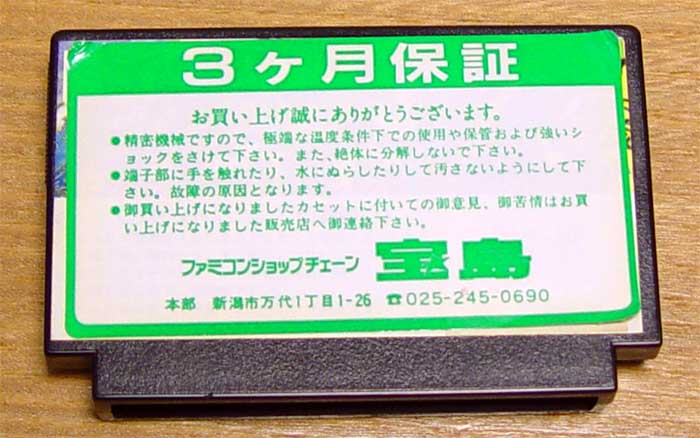 3ヶ月保証
お買い上げ誠にありがとうございます。
●精密機械ですので、極端な温度条件下での使用や保管および強いシ
ョックをさけて下さい。また、絶体に分解しないで下さい。
●端子部に手を触れたり、水にぬらしたりして汚さないようにして下
さい。故障の原因となります。
●御買い上げになりましたカセットに付いての御意見、御苦情はお買
い上げになりました販売店へ御連絡下さい。
ファミコンショップチェーン 宝島
本部 新潟市万代1丁目1-26 ☎025-245-0690